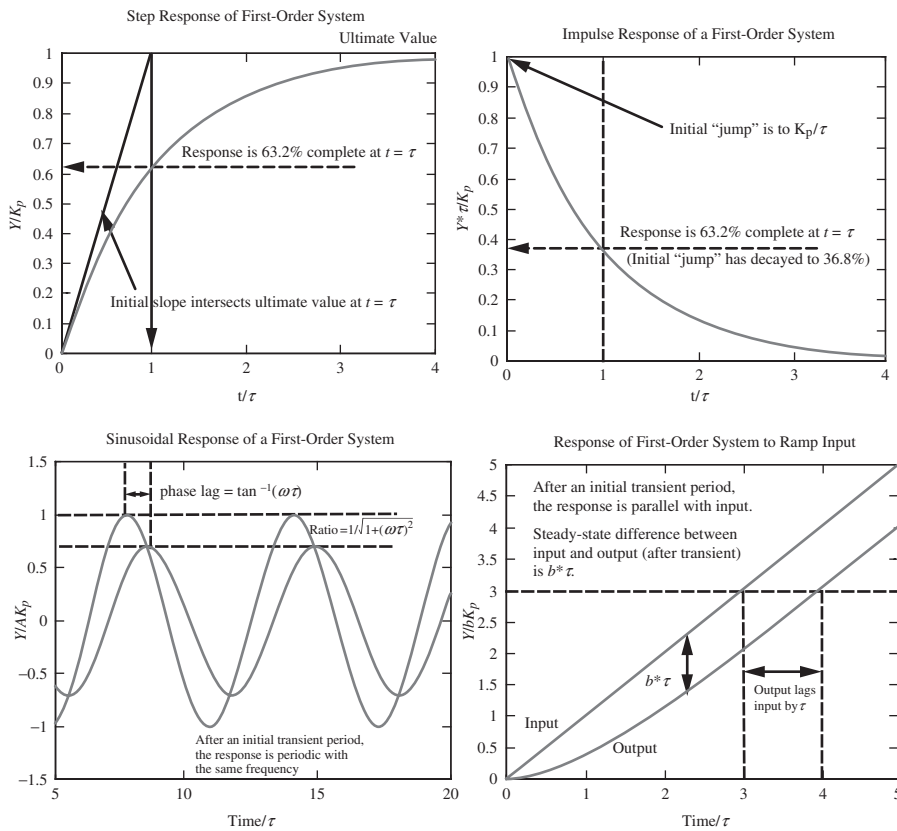 Step Response of First-Order System
Ultimate Value
1
0.9
0.8
0.7
0.6
0.5
0.4
0.3
0.2
0.1
0
Y/Kp
Response is 63.2% complete at t = τ
Initial slope intersects ultimate value at t = τ
0 1 2 3 4
t/τ
Impulse Response of a First-Order System
1
0.9
0.8
0.7
0.6
0.5
0.4
0.3
0.2
0.1
0
Y*τ/Kp
Initial “jump” is to Kp/τ
Response is 63.2% complete at t = τ
(Initial “jump” has decayed to 36.8%)
0 1 2 3 4
t/τ
Sinusoidal Response of a First-Order System
1.5
1
0.5
0
−0.5
−1
−1.5
Y/AKp
phase lag = tan −1(ωτ)
Ratio=1/√1+(ωτ)2
After an initial transient period,
the response is periodic with
the same frequency
5 10 15 20
Time/τ
Response of First-Order System to Ramp Input
5
4.5
4
3.5
3
2.5
2
1.5
1
0.5
0
Y/bKp
After an initial transient period,
the response is parallel with input.
Steady-state difference between
input and output (after transient)
is b*τ.
b*τ
Output lags
input by τ
Input
Output
0 1 2 3 4 5
Time/τ